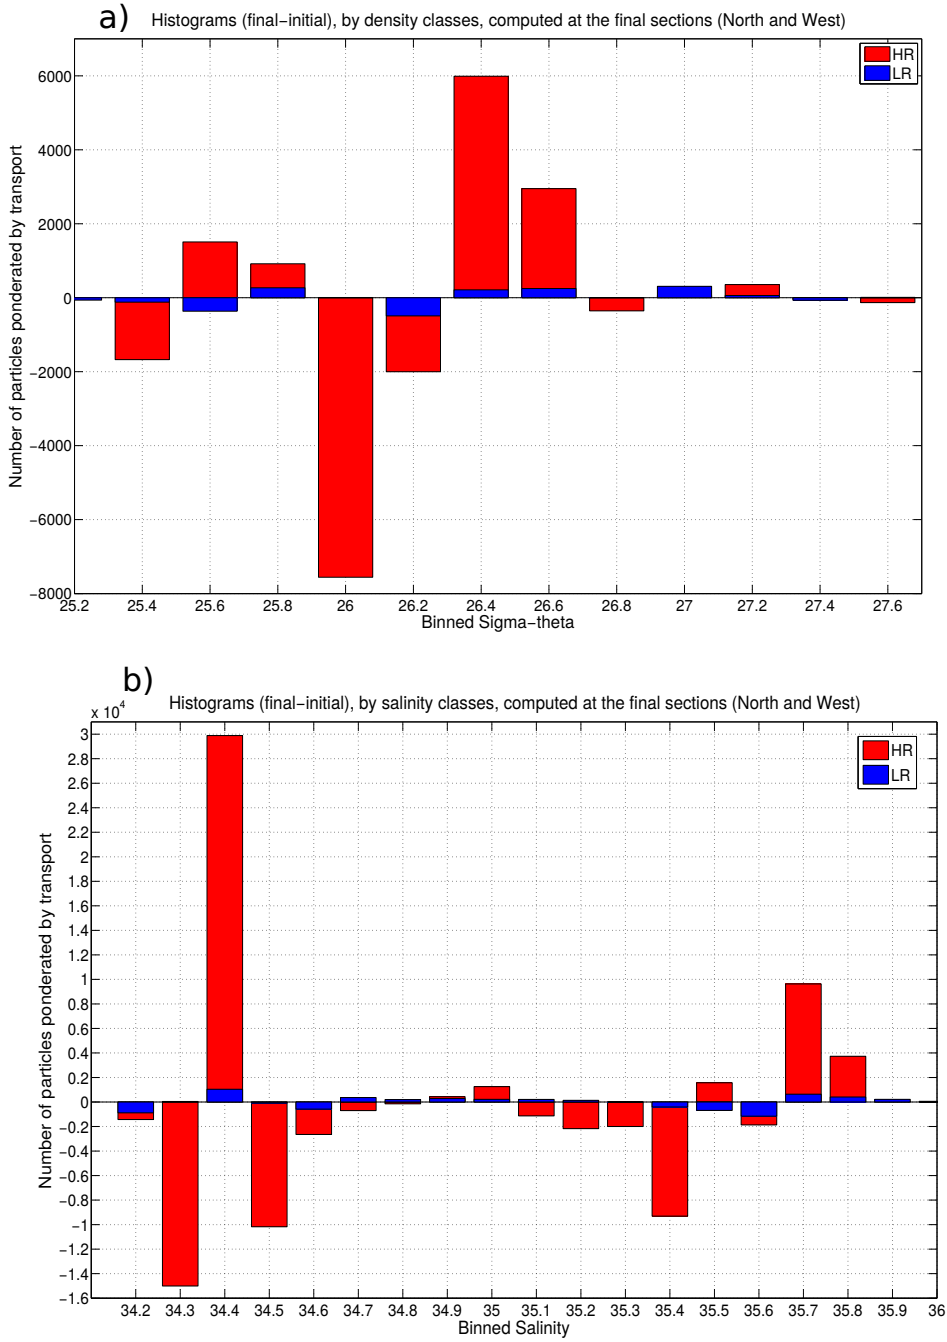 a)
Histograms (final−initial), by density classes, computed at the final sections (North and West)
HR
LR
Number of particles ponderated by transport
6000
4000
2000
0
−2000
−4000
−6000
−8000
25.2 25.4 25.6 25.8 26 26.2 26.4 26.6 26.8 27 27.2 27.4 27.6
Binned Sigma−theta
b)
Histograms (final−initial), by salinity classes, computed at the final sections (North and West)
x 10^4
HR
LR
Number of particles ponderated by transport
3
2.8
2.6
2.4
2.2
2
1.8
1.6
1.4
1.2
1
0.8
0.6
0.4
0.2
0
−0.2
−0.4
−0.6
−0.8
−1
−1.2
−1.4
−1.6
34.2 34.3 34.4 34.5 34.6 34.7 34.8 34.9 35 35.1 35.2 35.3 35.4 35.5 35.6 35.7 35.8 35.9 36
Binned Salinity